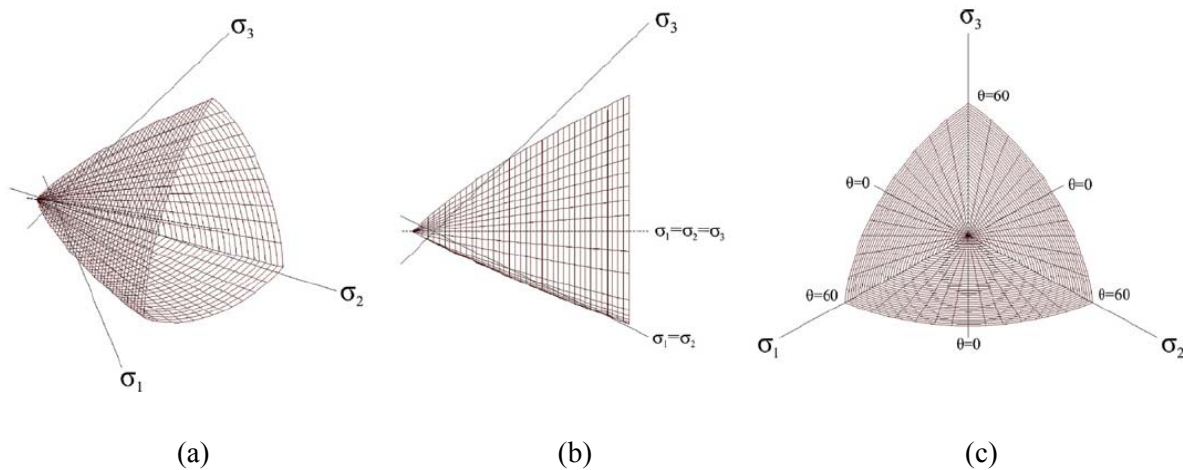 σ₃
σ₂
σ₁
(a)
σ₃
σ₁=σ₂=σ₃
σ₁=σ₂
(b)
σ₃
θ=60
θ=0
θ=0
θ=60
θ=60
σ₁
θ=0
σ₂
(c)